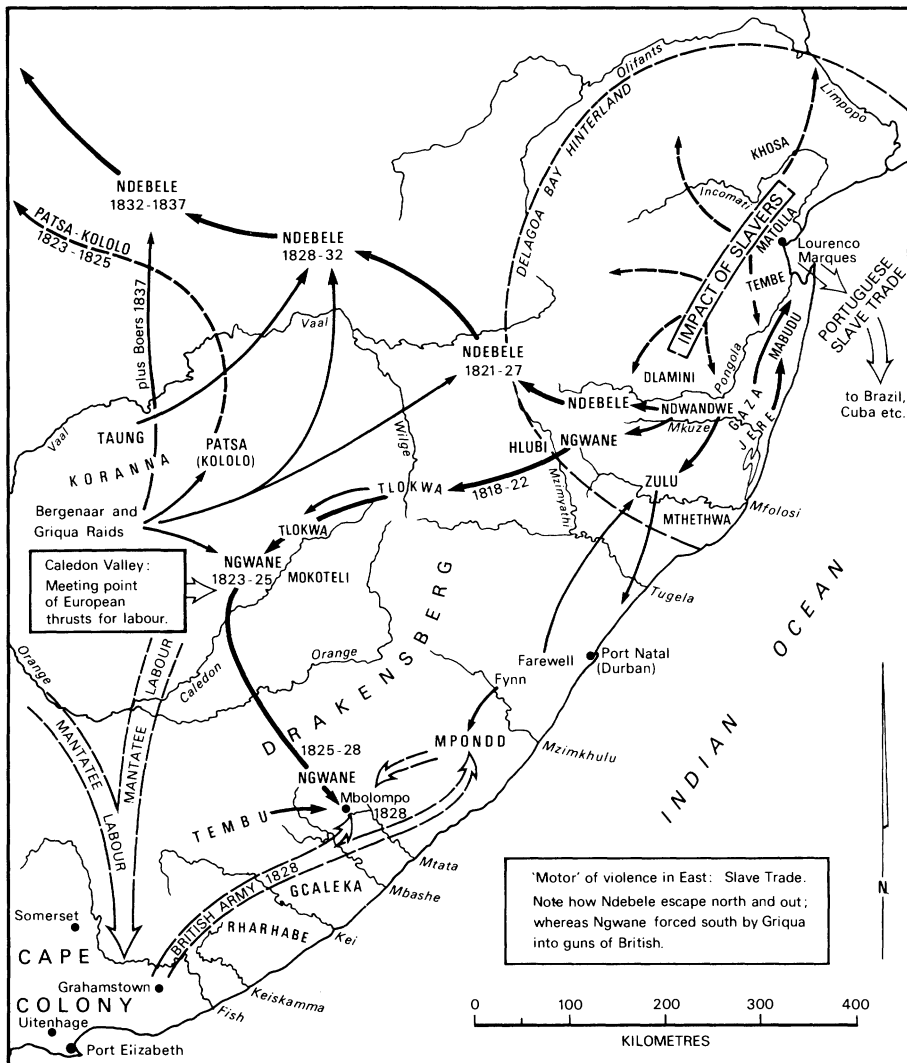 Olifants
Limpopo
DELAGOA BAY HINTERLAND
KHOSA
Incomati
NDEBELE
1832-1837
PATSA-KOLOLO
1823-1825
NDEBELE
1828-32
IMPACT OF SLAVERS
MATOLLA
Lourenco
Marques
TEMBE
PORTUGUESE
SLAVE TRADE
plus Boers 1837
Vaal
MABUDU
to Brazil,
Cuba etc.
NDEBELE
1821-27
Pongola
DLAMINI
NDEBELE
NDWANDWE
GAZA
JERE
Mkuze
Vaal
TAUNG
PATSA
(KOLOLO)
Wilge
HLUBI
NGWANE
KORANNA
Mzimyathi
ZULU
TLOKWA
1818-22
Mfolosi
MTHETHWA
Bergenaar and
Griqua Raids
TLOKWA
NGWANE
1823-25
MOKOTELI
Caledon Valley:
Meeting point
of European
thrusts for labour.
Tugela
DRAKENSBERG
INDIAN OCEAN
Orange
Orange
Caledon
Farewell
Port Natal
(Durban)
Fynn
MANTATEE
LABOUR
MANTATEE
LABOUR
MPONDD
Mzimkhulu
1825-28
NGWANE
Mbolompo
1828
TEMBU
Mtata
Mbashe
BRITISH ARMY 1828
GCALEKA
Kei
RHARHABE
Somerset
CAPE
COLONY
Grahamstown
Keiskamma
Fish
Uitenhage
Port Elizabeth
'Motor' of violence in East: Slave Trade.
Note how Ndebele escape north and out;
whereas Ngwane forced south by Griqua
into guns of British.
N
0 100 200 300 400
KILOMETRES